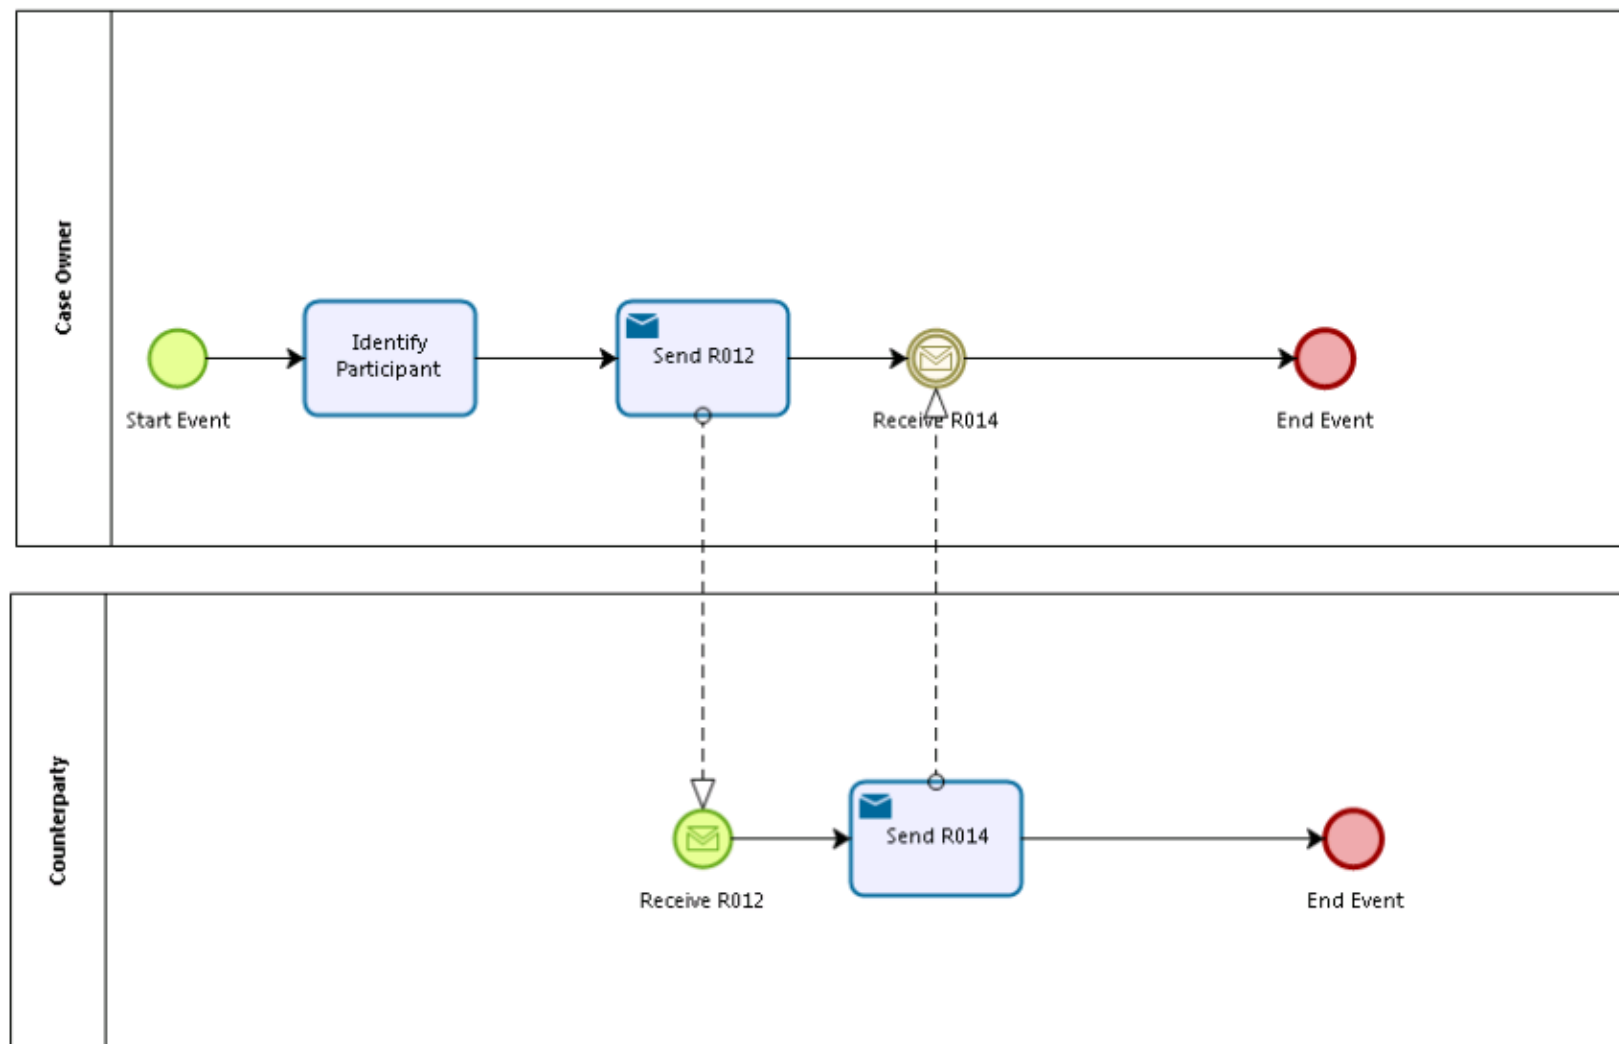 Case Owner
Identify
Participant
Send R012
Start Event
Receive R014
End Event
Counterparty
Send R014
Receive R012
End Event